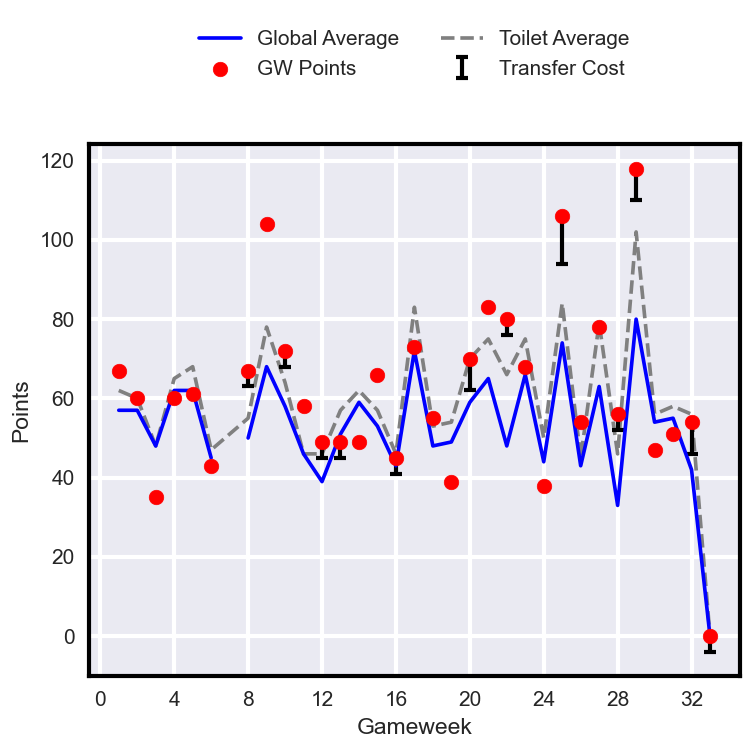 Global Average
Toilet Average
GW Points
Transfer Cost
120
100
80
60
40
20
0
Points
0 4 8 12 16 20 24 28 32
Gameweek